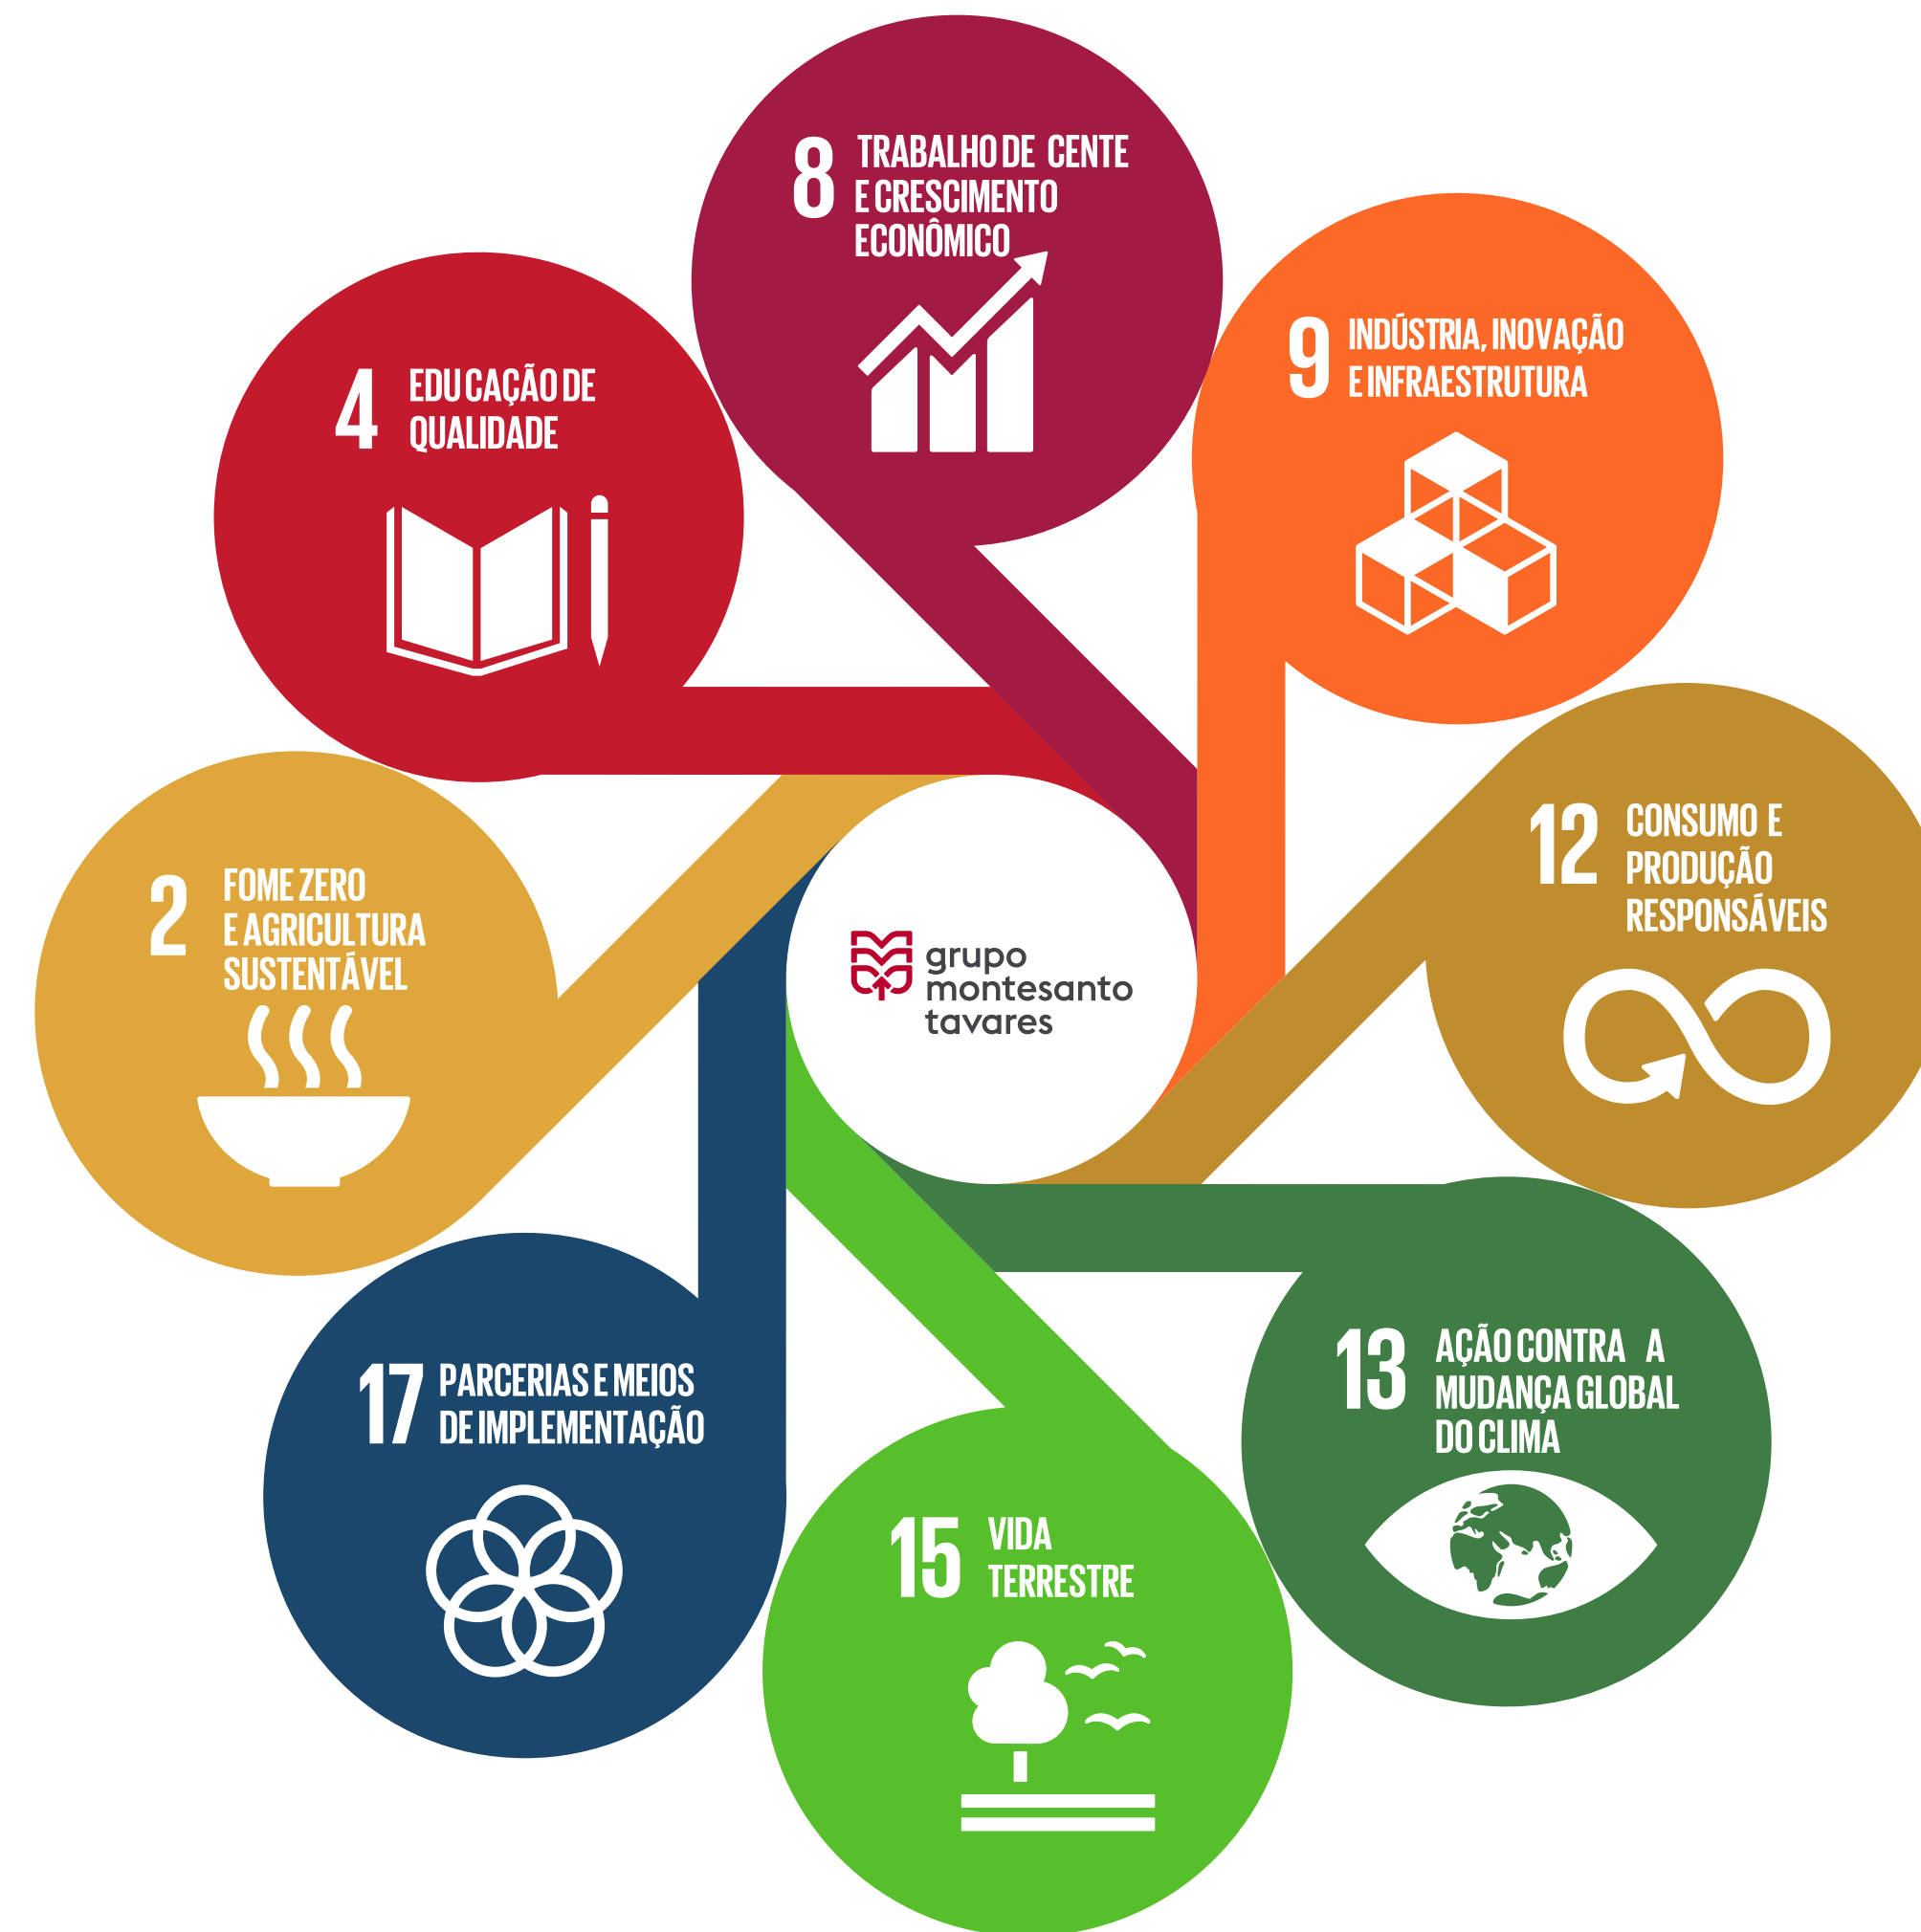 8
TRABALHO DE CENTE
E CRESCIMENTO
ECONÔMICO
9
INDÚSTRIA, INOVAÇÃO
E INFRAESTRUTURA
4
EDUCAÇÃO DE
QUALIDADE
12
CONSUMO E
PRODUÇÃO
RESPONSÁVEIS
2
FOME ZERO
E AGRICULTURA
SUSTENTÁVEL
grupo
montesanto
tavares
13
AÇÃO CONTRA A
MUDANÇA GLOBAL
DO CLIMA
17
PARCERIAS E MEIOS
DE IMPLEMENTAÇÃO
15
VIDA
TERRESTRE